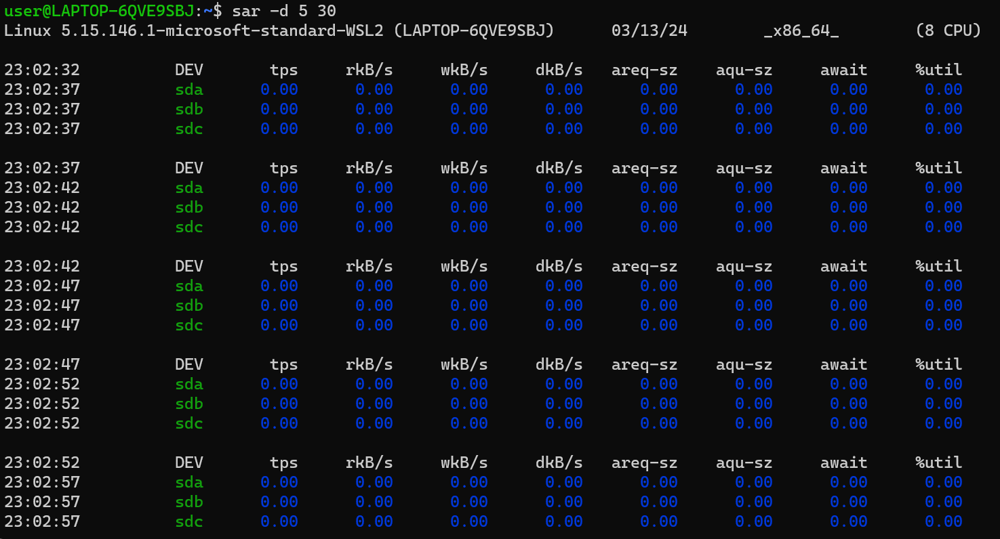 user@LAPTOP-6QVE9SBJ:~$ sar -d 5 30
Linux 5.15.146.1-microsoft-standard-WSL2 (LAPTOP-6QVE9SBJ) 03/13/24 _x86_64_ (8 CPU)
23:02:32 DEV tps rkB/s wkB/s dkB/s areq-sz aqu-sz await %util
23:02:37 sda 0.00 0.00 0.00 0.00 0.00 0.00 0.00 0.00
23:02:37 sdb 0.00 0.00 0.00 0.00 0.00 0.00 0.00 0.00
23:02:37 sdc 0.00 0.00 0.00 0.00 0.00 0.00 0.00 0.00
23:02:37 DEV tps rkB/s wkB/s dkB/s areq-sz aqu-sz await %util
23:02:42 sda 0.00 0.00 0.00 0.00 0.00 0.00 0.00 0.00
23:02:42 sdb 0.00 0.00 0.00 0.00 0.00 0.00 0.00 0.00
23:02:42 sdc 0.00 0.00 0.00 0.00 0.00 0.00 0.00 0.00
23:02:42 DEV tps rkB/s wkB/s dkB/s areq-sz aqu-sz await %util
23:02:47 sda 0.00 0.00 0.00 0.00 0.00 0.00 0.00 0.00
23:02:47 sdb 0.00 0.00 0.00 0.00 0.00 0.00 0.00 0.00
23:02:47 sdc 0.00 0.00 0.00 0.00 0.00 0.00 0.00 0.00
23:02:47 DEV tps rkB/s wkB/s dkB/s areq-sz aqu-sz await %util
23:02:52 sda 0.00 0.00 0.00 0.00 0.00 0.00 0.00 0.00
23:02:52 sdb 0.00 0.00 0.00 0.00 0.00 0.00 0.00 0.00
23:02:52 sdc 0.00 0.00 0.00 0.00 0.00 0.00 0.00 0.00
23:02:52 DEV tps rkB/s wkB/s dkB/s areq-sz aqu-sz await %util
23:02:57 sda 0.00 0.00 0.00 0.00 0.00 0.00 0.00 0.00
23:02:57 sdb 0.00 0.00 0.00 0.00 0.00 0.00 0.00 0.00
23:02:57 sdc 0.00 0.00 0.00 0.00 0.00 0.00 0.00 0.00